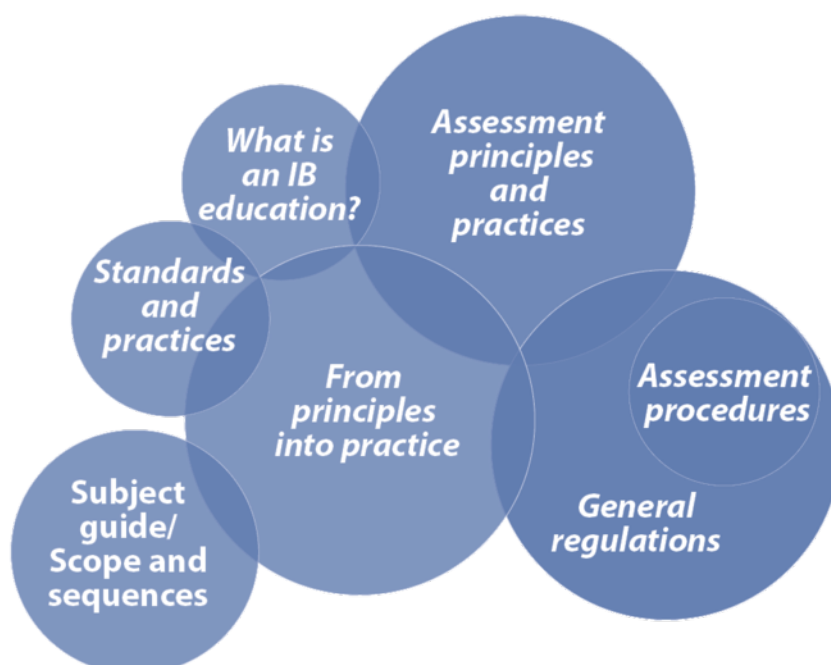 What is
an IB
education?
Assessment
principles
and
practices
Standards
and
practices
From
principles
into practice
Assessment
procedures
General
regulations
Subject
guide/
Scope and
sequences